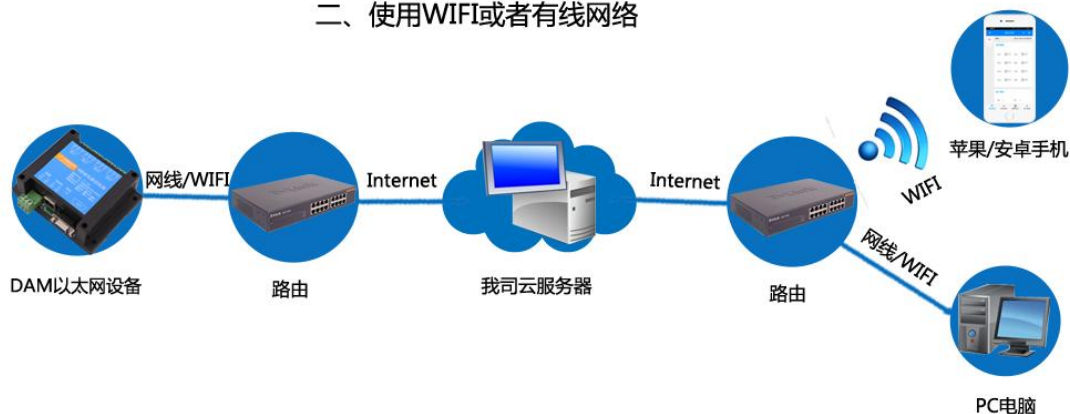 二、使用WIFI或者有线网络
苹果/安卓手机
网线/WIFI
Internet
Internet
WIFI
网线/WIFI
DAM以太网设备
路由
我司云服务器
路由
PC电脑